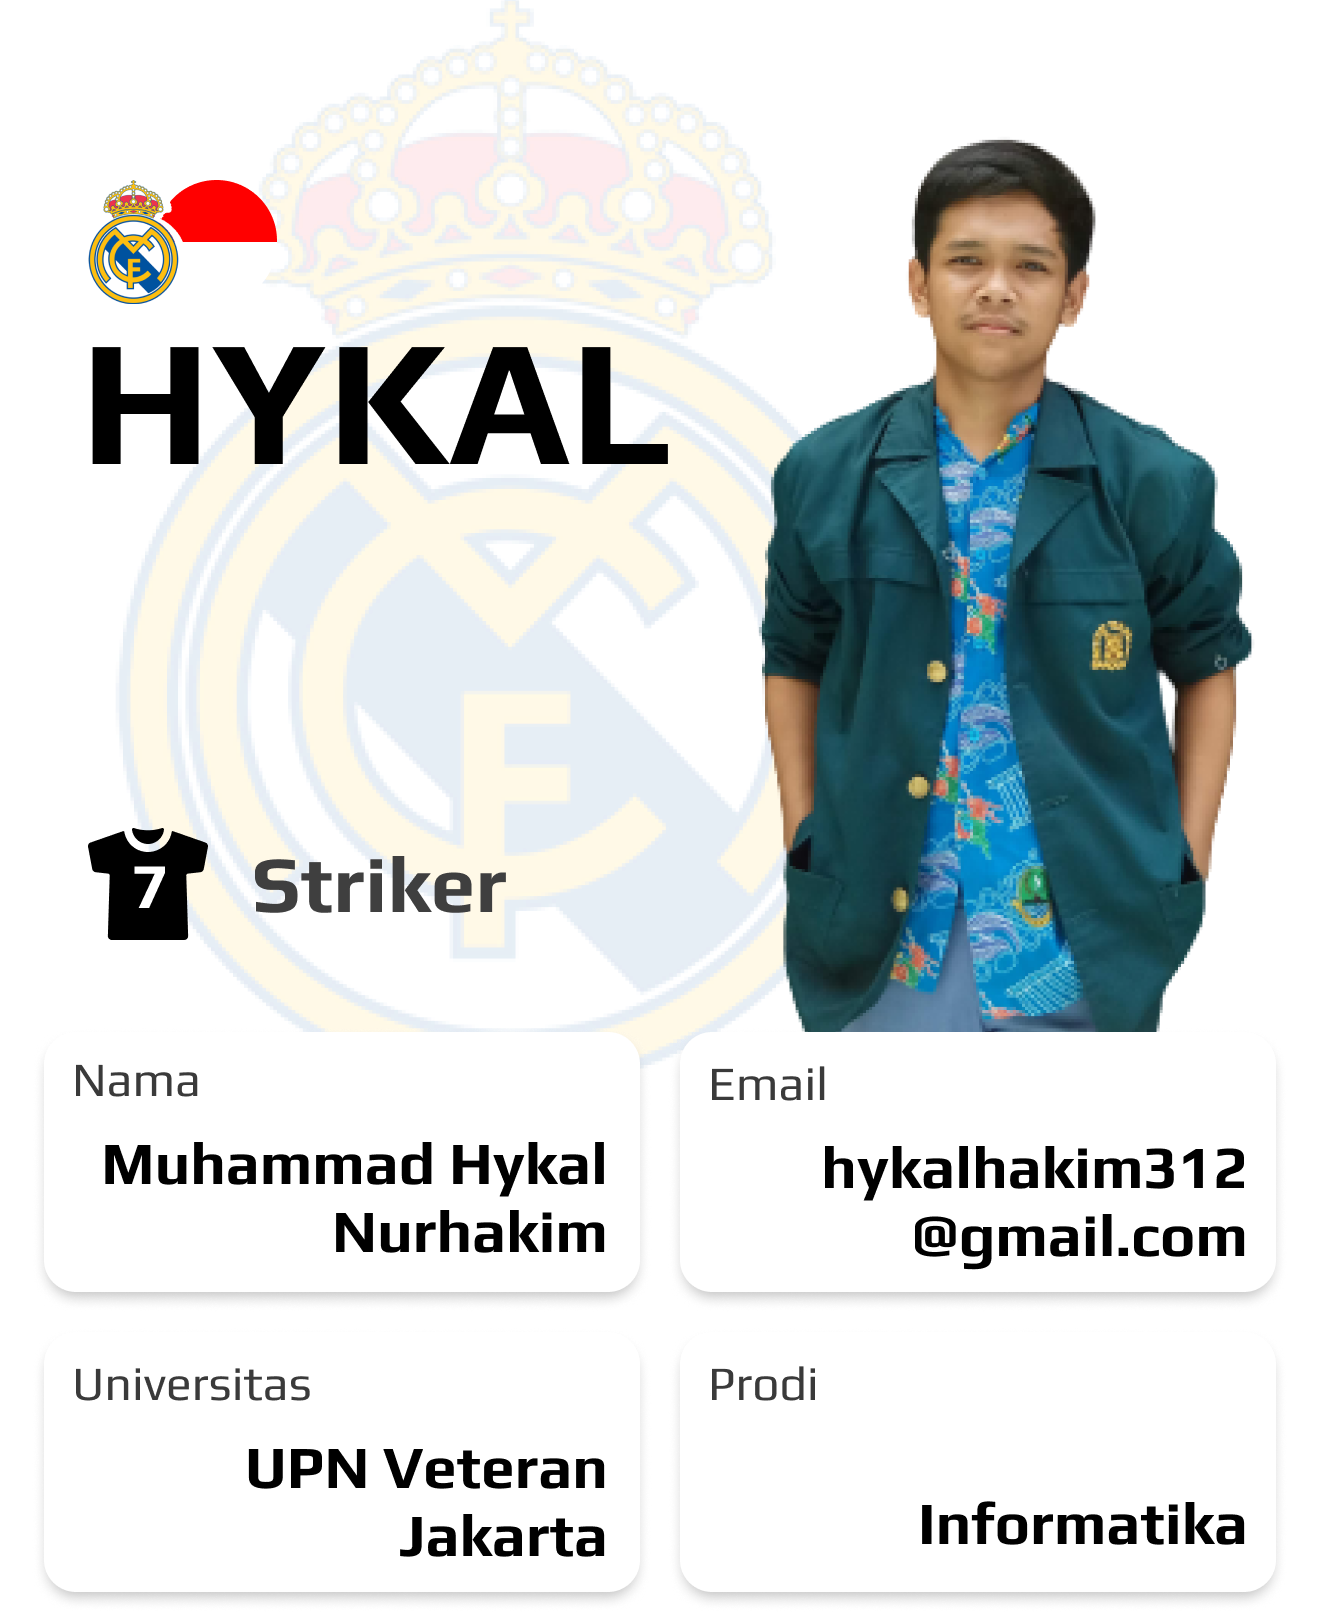 HYKAL
7
Striker
Nama
Muhammad Hykal
Nurhakim
Email
hykalhakim312
@gmail.com
Universitas
UPN Veteran
Jakarta
Prodi
Informatika